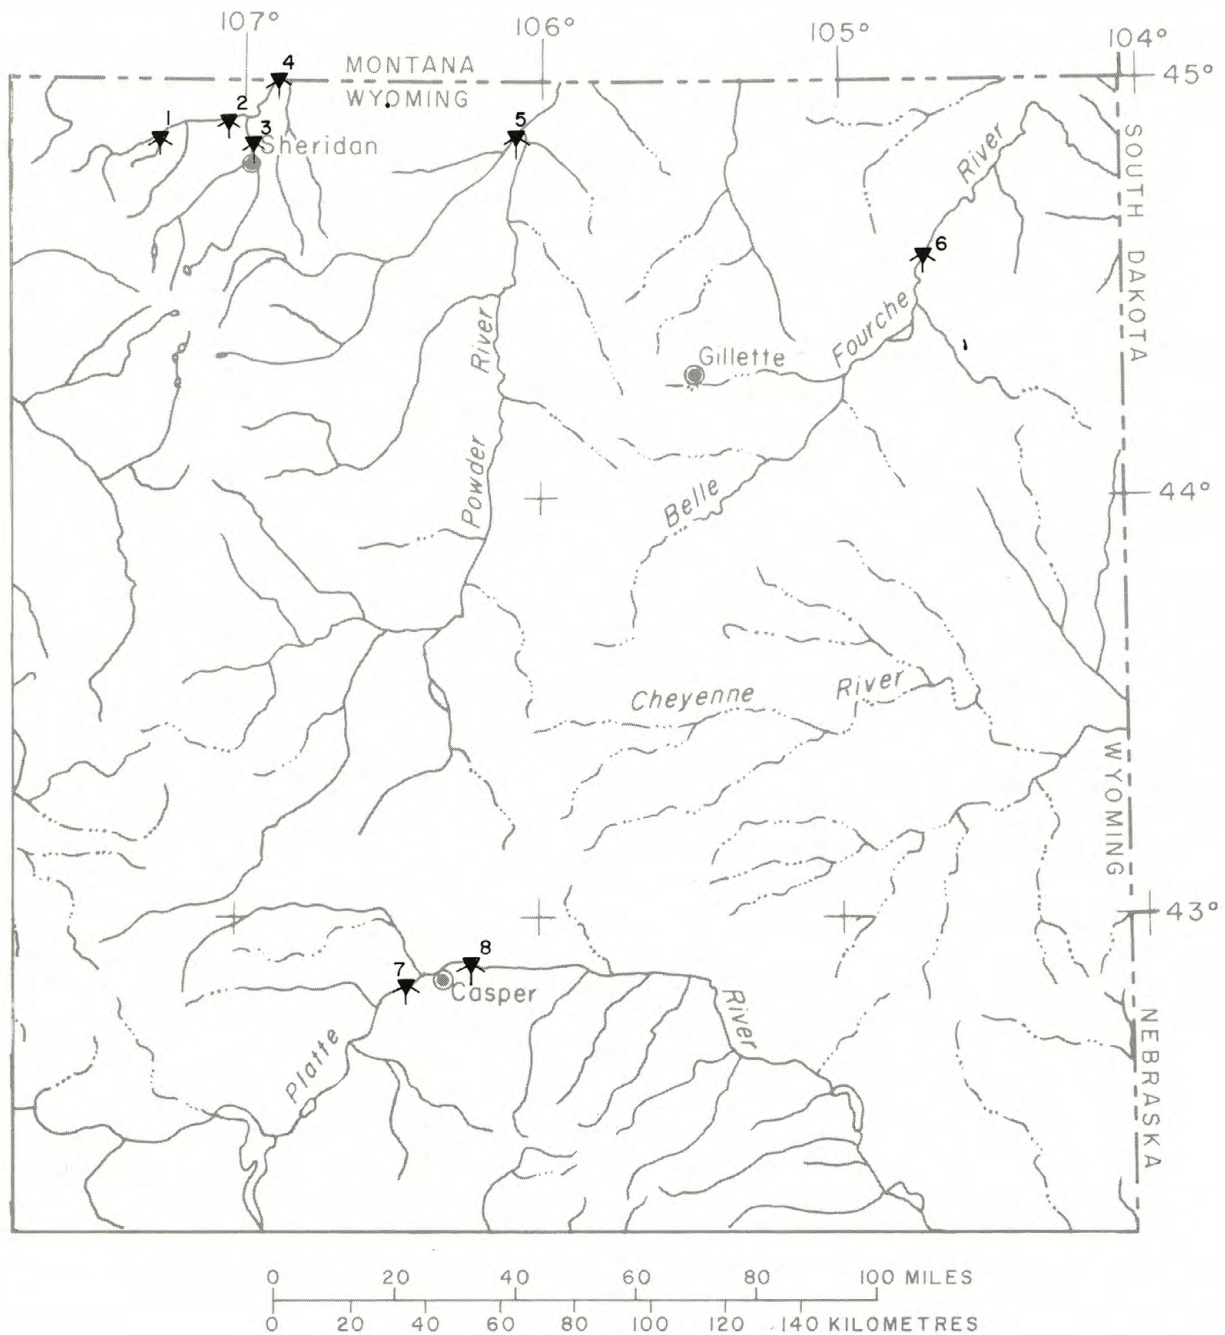 107°
106°
105°
104°
45°
MONTANA
WYOMING
4
2
1
3
Sheridan
5
River
6
SOUTH DAKOTA
Fourche
River
Gillette
Belle
Powder
44°
Cheyenne
River
WYOMING
43°
8
7
Casper
River
Platte
NEBRASKA
0 20 40 60 80 100 MILES
0 20 40 60 80 100 120 140 KILOMETRES